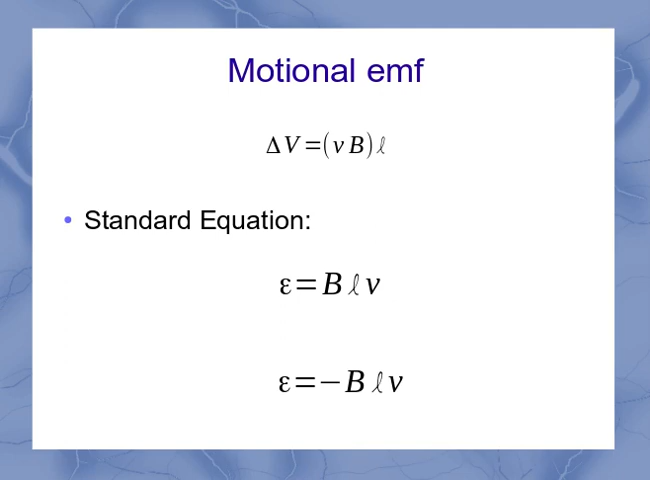 Motional emf
ΔV=(vB)ℓ
• Standard Equation:
ε=Bℓv
ε=−Bℓv